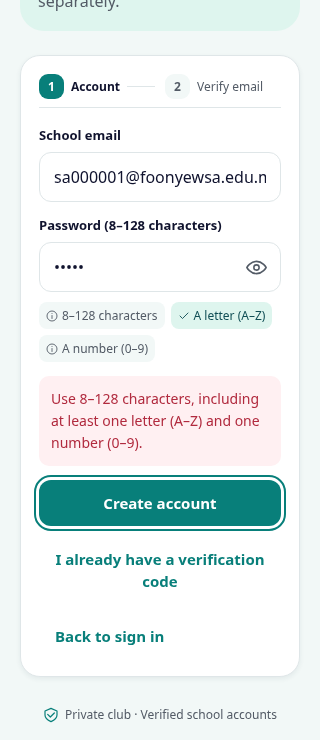 separately.
1 Account 2 Verify email
School email
sa000001@foonyewsa.edu.n
Password (8–128 characters)
•••••
8–128 characters A letter (A–Z)
A number (0–9)
Use 8–128 characters, including
at least one letter (A–Z) and one
number (0–9).
Create account
I already have a verification
code
Back to sign in
Private club · Verified school accounts